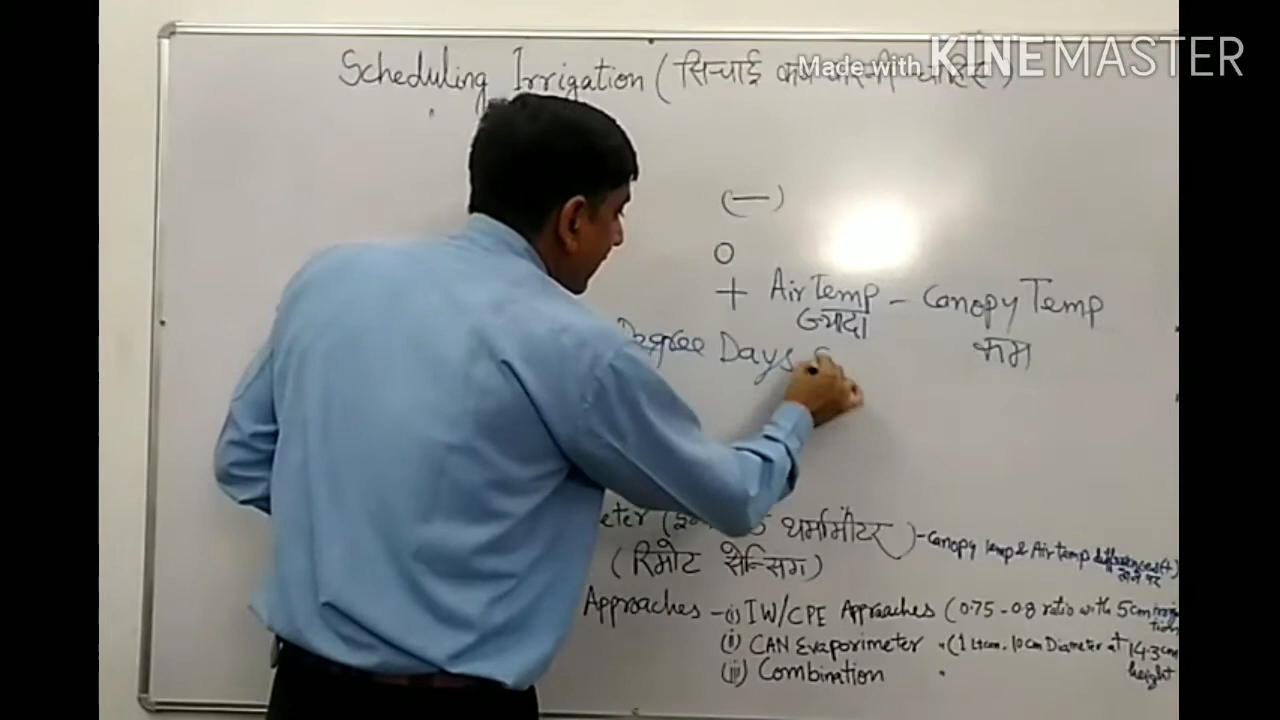 Scheduling Irrigation (सिंचाई
Made with KINEMASTER
(—)
0
+ Air Temp – Canopy Temp
ज्यादा कम
Degree Days
eter ( थर्मामीटर ) - Canopy Temp & Air temp
(रिमोट सेन्सिग)
Approaches – (i) IW/CPE Approaches (0.75 - 0.8 ratio with 5cm
(ii) CAN Evaporimeter - (1 10cm Diameter at 14.3cm
height
(iii) Combination